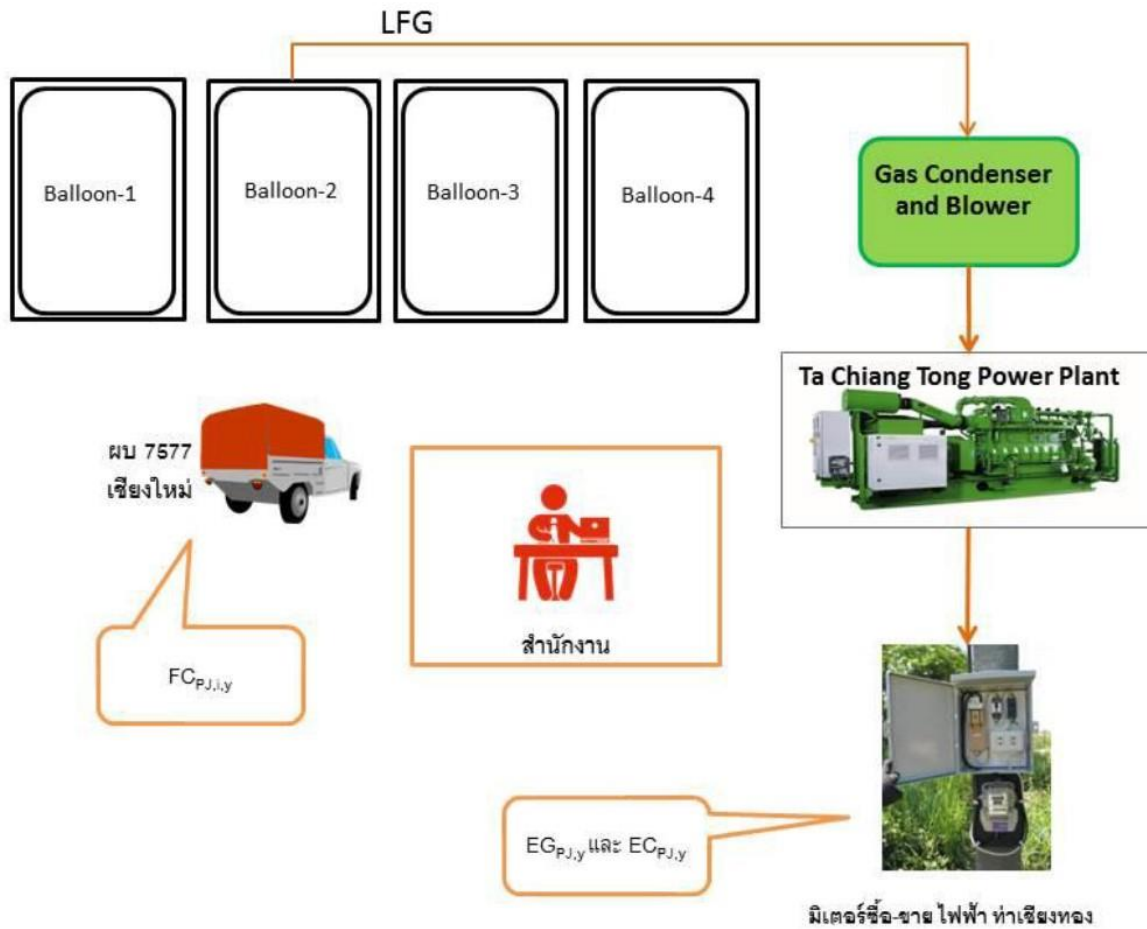 LFG
Balloon-1
Balloon-2
Balloon-3
Balloon-4
Gas Condenser
and Blower
Ta Chiang Tong Power Plant
ผบ 7577
เชียงใหม่
สำนักงาน
FCPJ,i,y
EGPJ,y และ ECPJ,y
มิเตอร์ซื้อ-ขาย ไฟฟ้า ท่าเชียงทอง